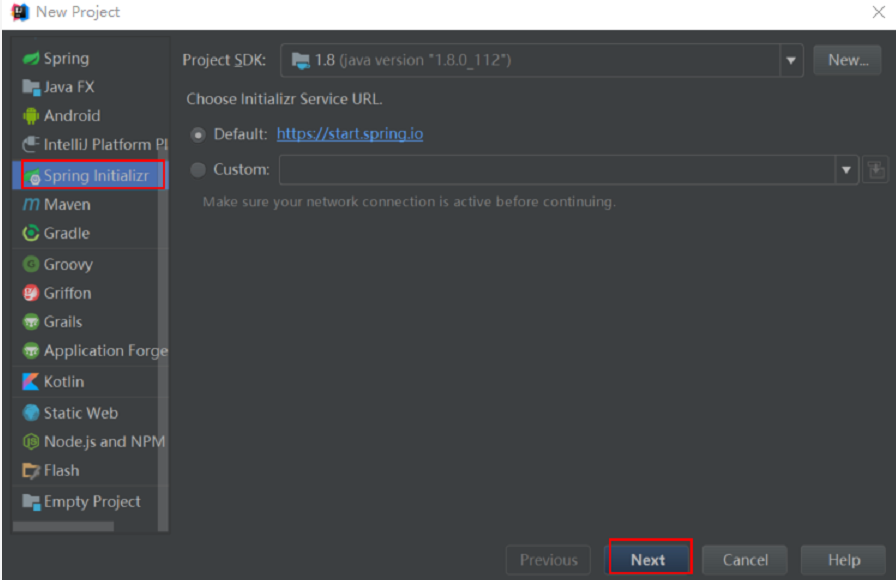 New Project
Spring
Java FX
Android
IntelliJ Platform Pl
Spring Initializr
Maven
Gradle
Groovy
Griffon
Grails
Application Forge
Kotlin
Static Web
Node.js and NPM
Flash
Empty Project
Project SDK: 1.8 (java version "1.8.0_112") New...
Choose Initializr Service URL.
Default: https://start.spring.io
Custom:
Make sure your network connection is active before continuing.
Previous Next Cancel Help